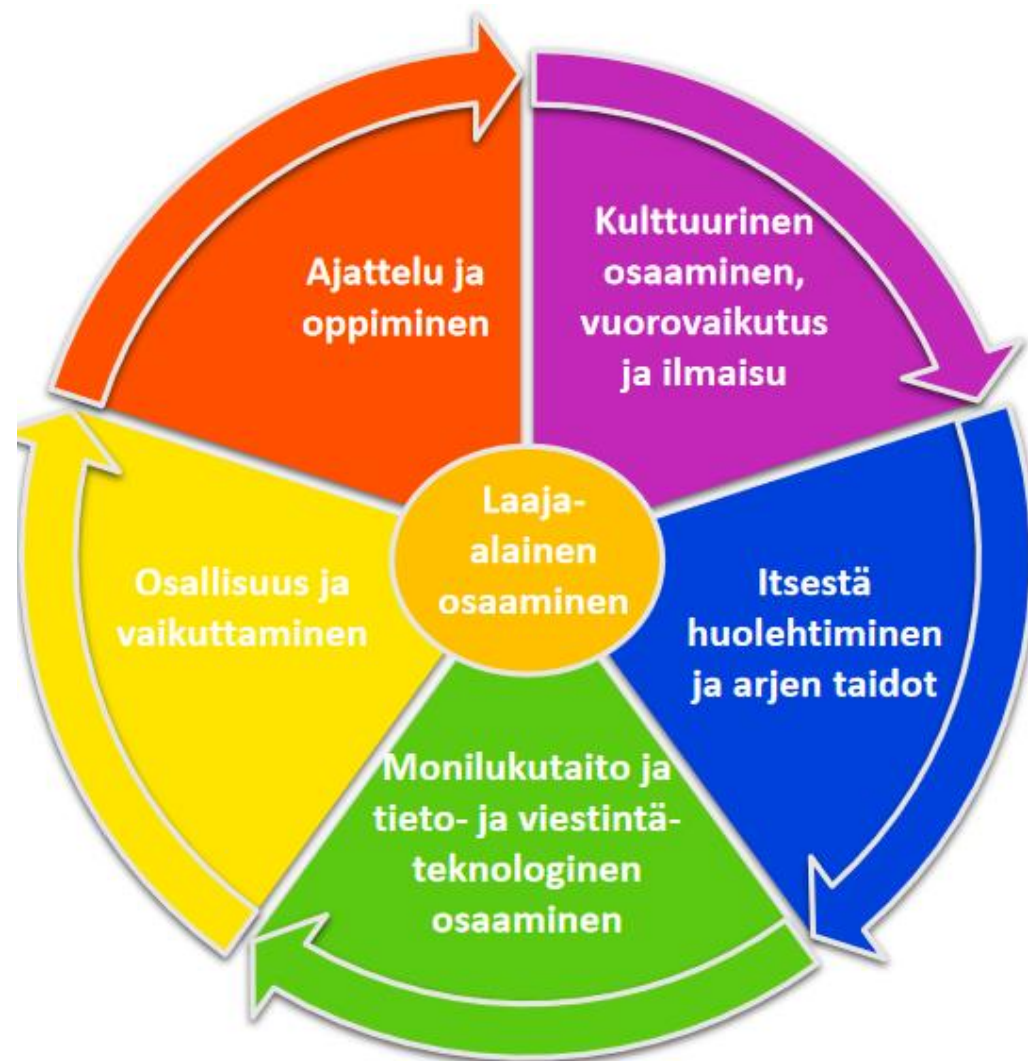 Ajattelu ja
oppiminen
Kulttuurinen
osaaminen,
vuorovaikutus
ja ilmaisu
Laaja-
alainen
osaaminen
Osallisuus ja
vaikuttaminen
Itsestä
huolehtiminen
ja arjen taidot
Monilukutaito ja
tieto- ja viestintä-
teknologinen
osaaminen